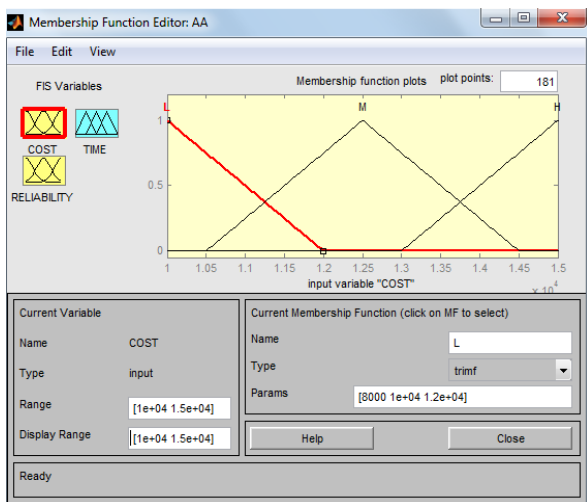 Membership Function Editor: AA
File Edit View
FIS Variables
COST TIME
RELIABILITY
Membership function plots plot points: 181
L M H
1
0.5
0
1 1.05 1.1 1.15 1.2 1.25 1.3 1.35 1.4 1.45 1.5
input variable "COST"
x 10^4
Current Variable
Name COST
Type input
Range [1e+04 1.5e+04]
Display Range [1e+04 1.5e+04]
Current Membership Function (click on MF to select)
Name L
Type trimf
Params [8000 1e+04 1.2e+04]
Help Close
Ready